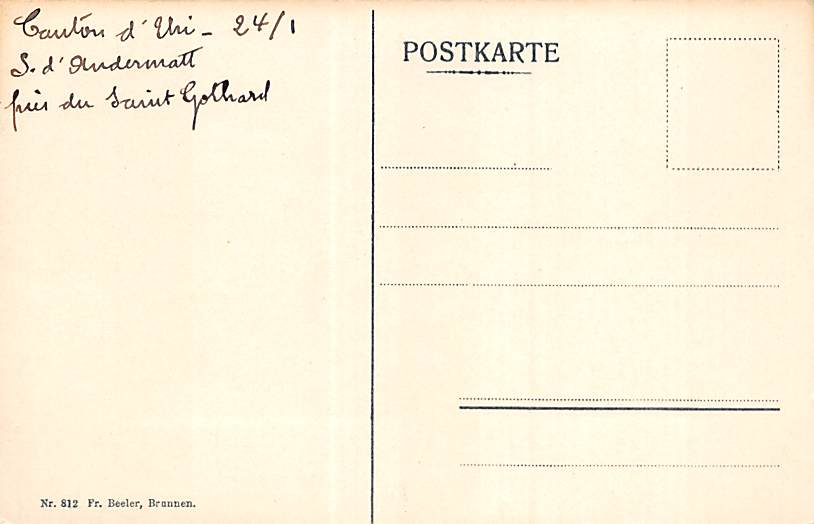 Canton d'Uri - 24/1
S. d'Andermatt
près du Saint Gothard
POSTKARTE
Nr. 812 Fr. Beeler, Brunnen.